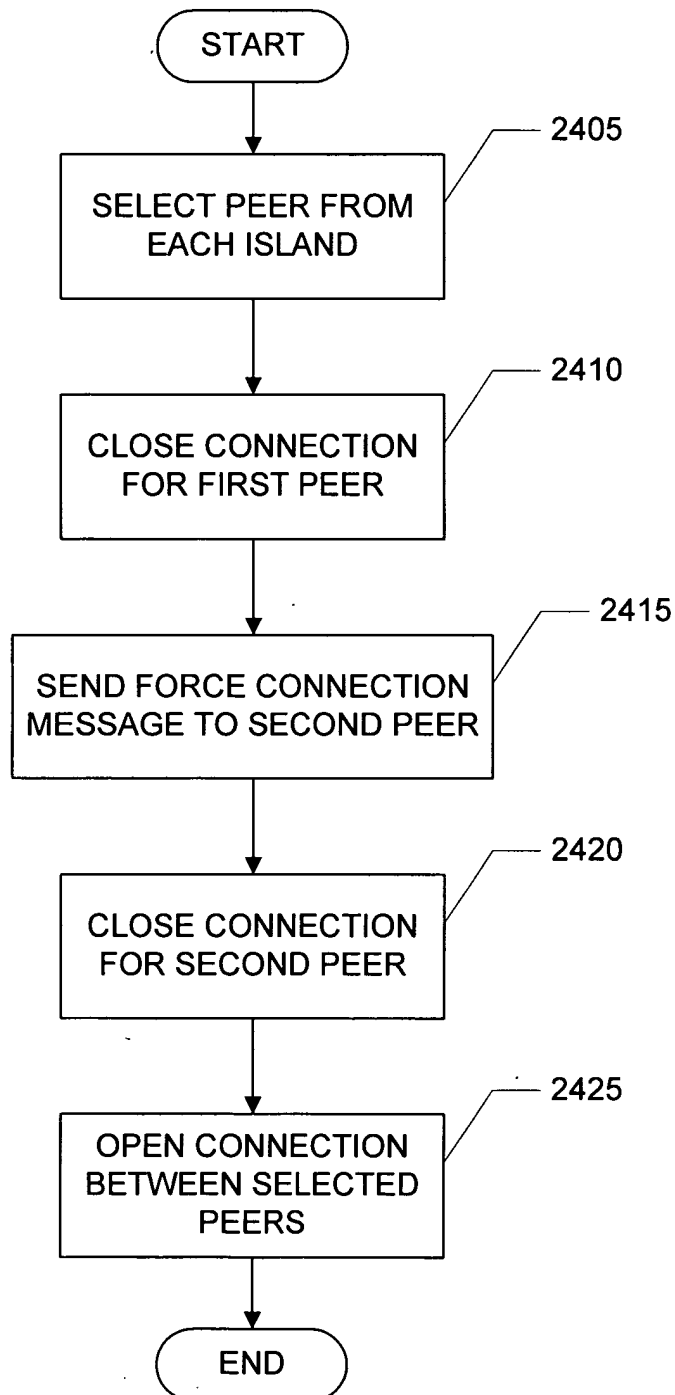 START
2405
SELECT PEER FROM
EACH ISLAND
2410
CLOSE CONNECTION
FOR FIRST PEER
2415
SEND FORCE CONNECTION
MESSAGE TO SECOND PEER
2420
CLOSE CONNECTION
FOR SECOND PEER
2425
OPEN CONNECTION
BETWEEN SELECTED
PEERS
END